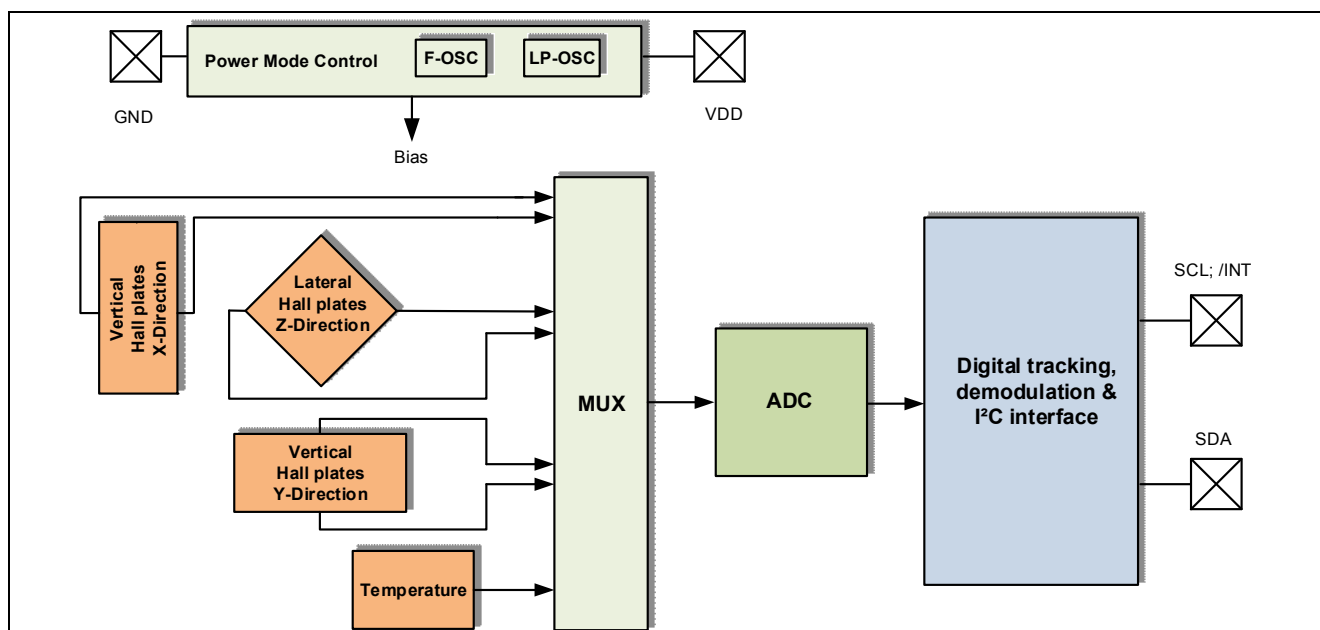 Power Mode Control
F-OSC
LP-OSC
GND
VDD
Bias
Vertical
Hall plates
X-Direction
Lateral
Hall plates
Z-Direction
Vertical
Hall plates
Y-Direction
Temperature
MUX
ADC
Digital tracking,
demodulation &
I²C interface
SCL; /INT
SDA